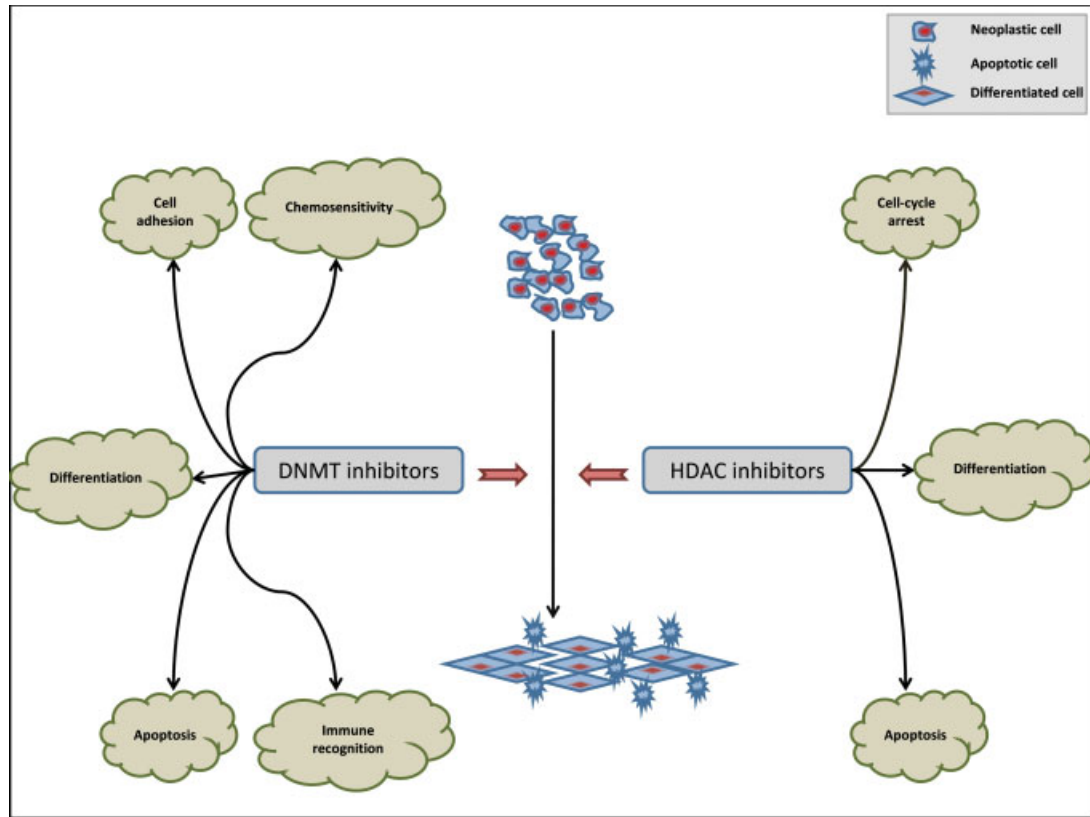 Neoplastic cell
Apoptotic cell
Differentiated cell
Cell
adhesion
Chemosensitivity
Cell-cycle
arrest
Differentiation
DNMT inhibitors
HDAC inhibitors
Differentiation
Apoptosis
Immune
recognition
Apoptosis